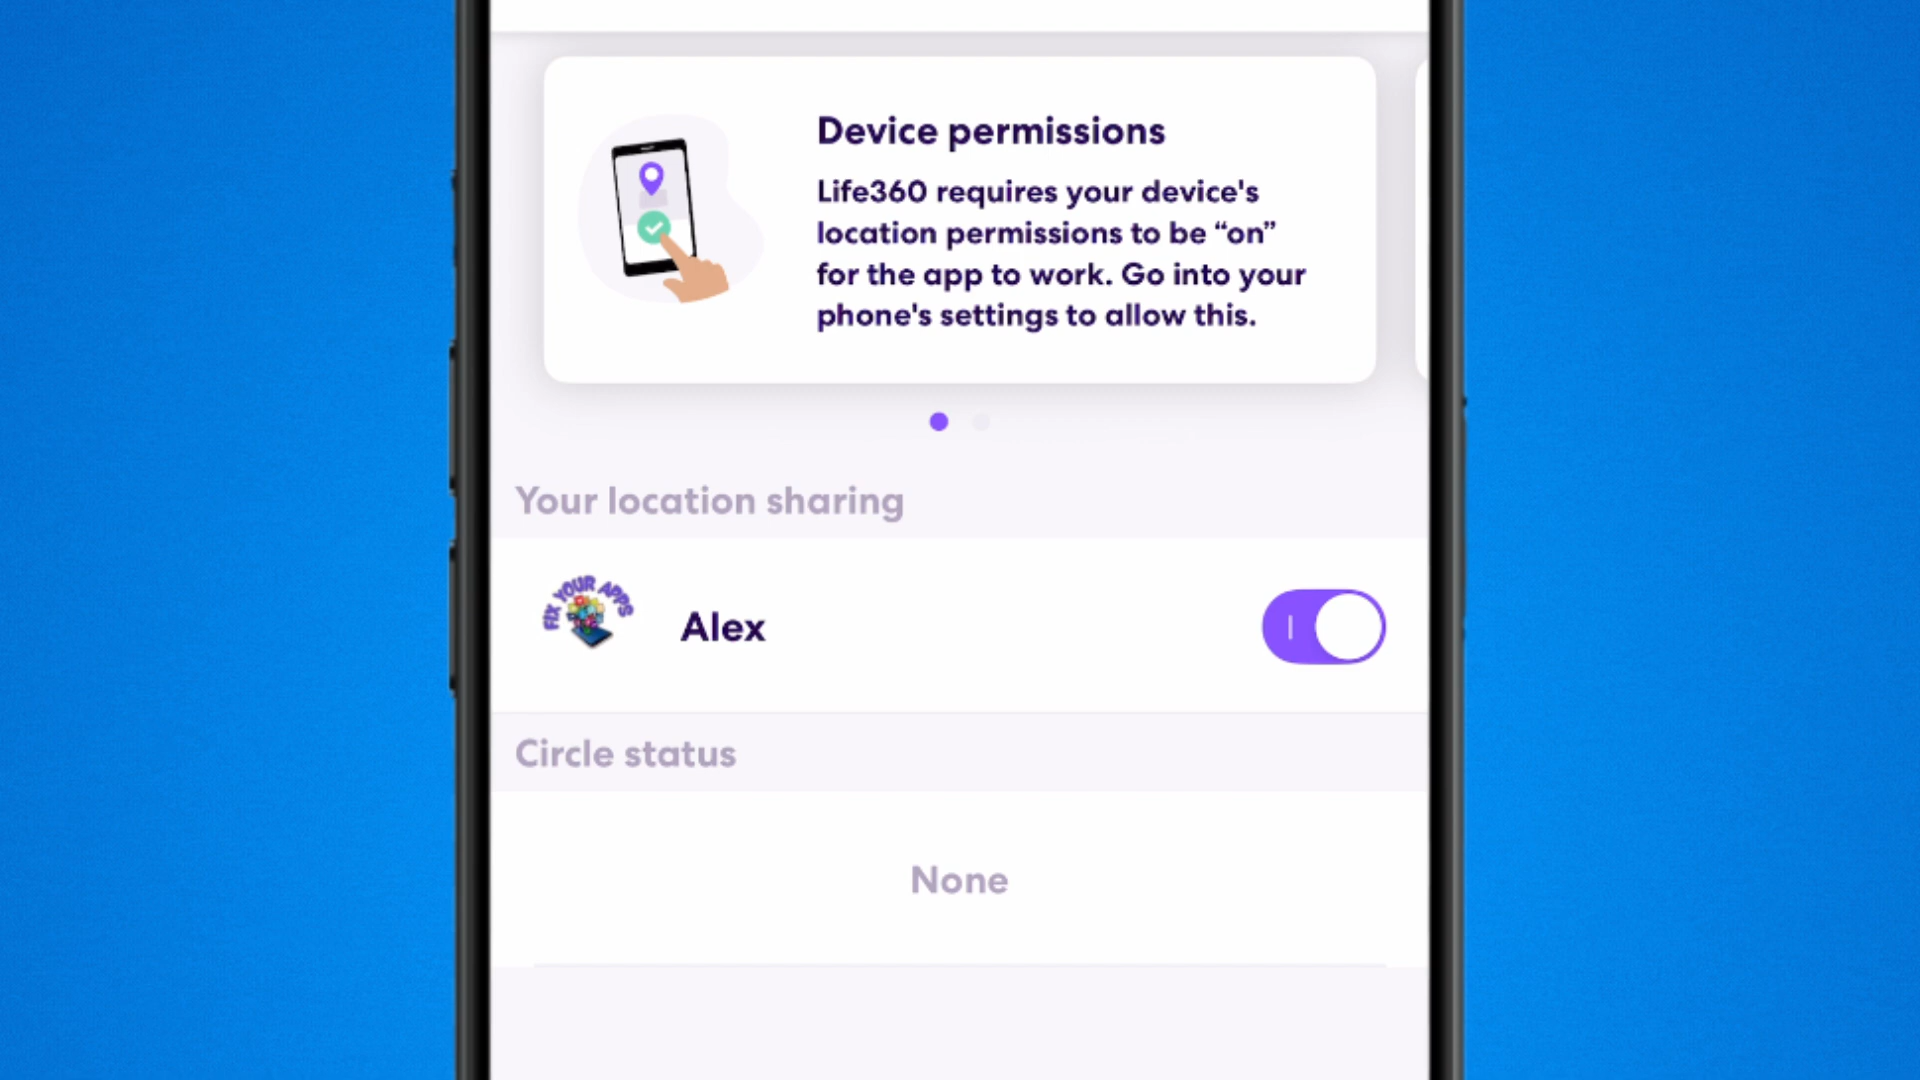 Device permissions
Life360 requires your device's
location permissions to be “on”
for the app to work. Go into your
phone's settings to allow this.
Your location sharing
FIX YOUR APPS
Alex
Circle status
None